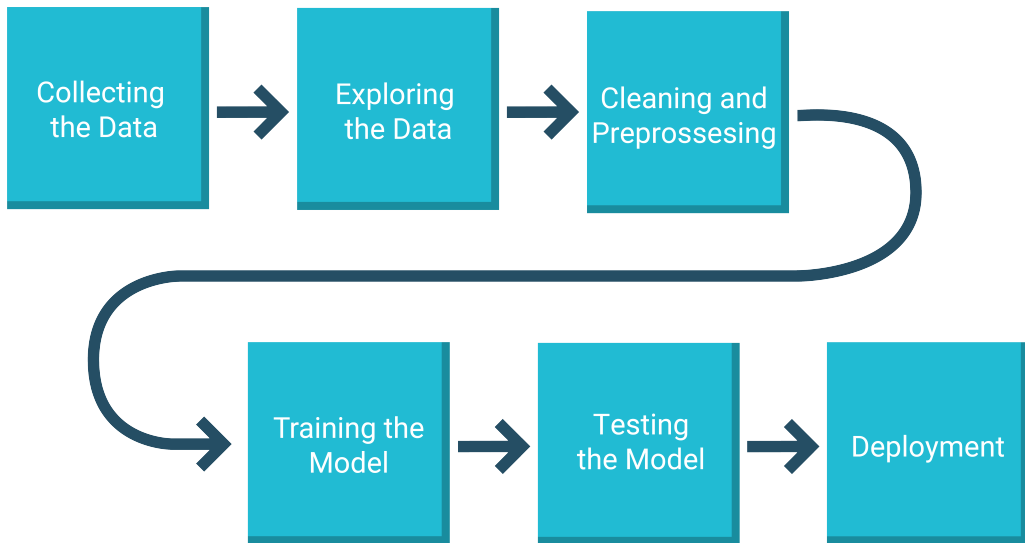 Collecting
the Data
Exploring
the Data
Cleaning and
Preprossesing
Training the
Model
Testing
the Model
Deployment